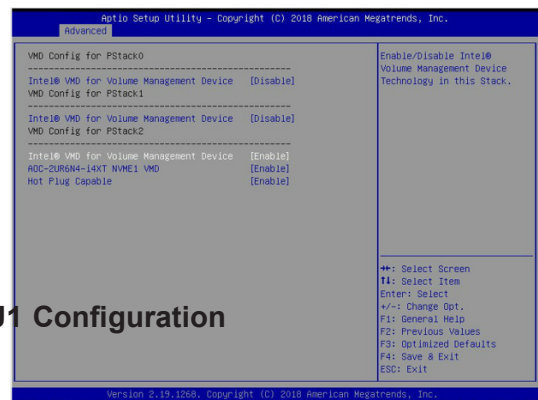 Aptio Setup Utility – Copyright (C) 2018 American Megatrends, Inc.
Advanced
VMD Config for PStack0
------------------------------------------------
Intel® VMD for Volume Management Device [Disable]
VMD Config for PStack1
------------------------------------------------
Intel® VMD for Volume Management Device [Disable]
VMD Config for PStack2
------------------------------------------------
Intel® VMD for Volume Management Device [Enable]
AOC-2UR6N4-i4XT NVME1 VMD [Enable]
Hot Plug Capable [Enable]
Enable/Disable Intel®
Volume Management Device
Technology in this Stack.
→←: Select Screen
↑↓: Select Item
Enter: Select
+/-: Change Opt.
F1: General Help
F2: Previous Values
F3: Optimized Defaults
F4: Save & Exit
ESC: Exit
Configuration
Version 2.19.1268. Copyright (C) 2018 American Megatrends, Inc.